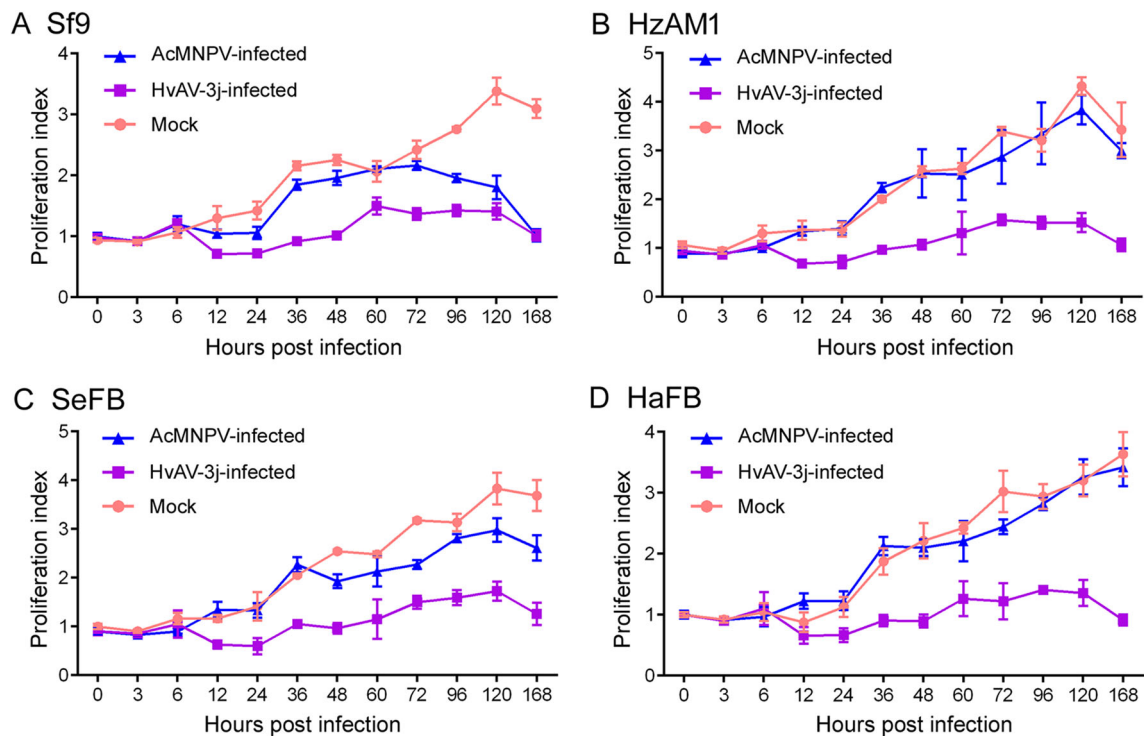 A Sf9
AcMNPV-infected
HvAV-3j-infected
Mock
Proliferation index
4
3
2
1
0
0 3 6 12 24 36 48 60 72 96 120 168
Hours post infection
B HzAM1
AcMNPV-infected
HvAV-3j-infected
Mock
Proliferation index
5
4
3
2
1
0
0 3 6 12 24 36 48 60 72 96 120 168
Hours post infection
C SeFB
AcMNPV-infected
HvAV-3j-infected
Mock
Proliferation index
5
4
3
2
1
0
0 3 6 12 24 36 48 60 72 96 120 168
Hours post infection
D HaFB
AcMNPV-infected
HvAV-3j-infected
Mock
Proliferation index
4
3
2
1
0
0 3 6 12 24 36 48 60 72 96 120 168
Hours post infection